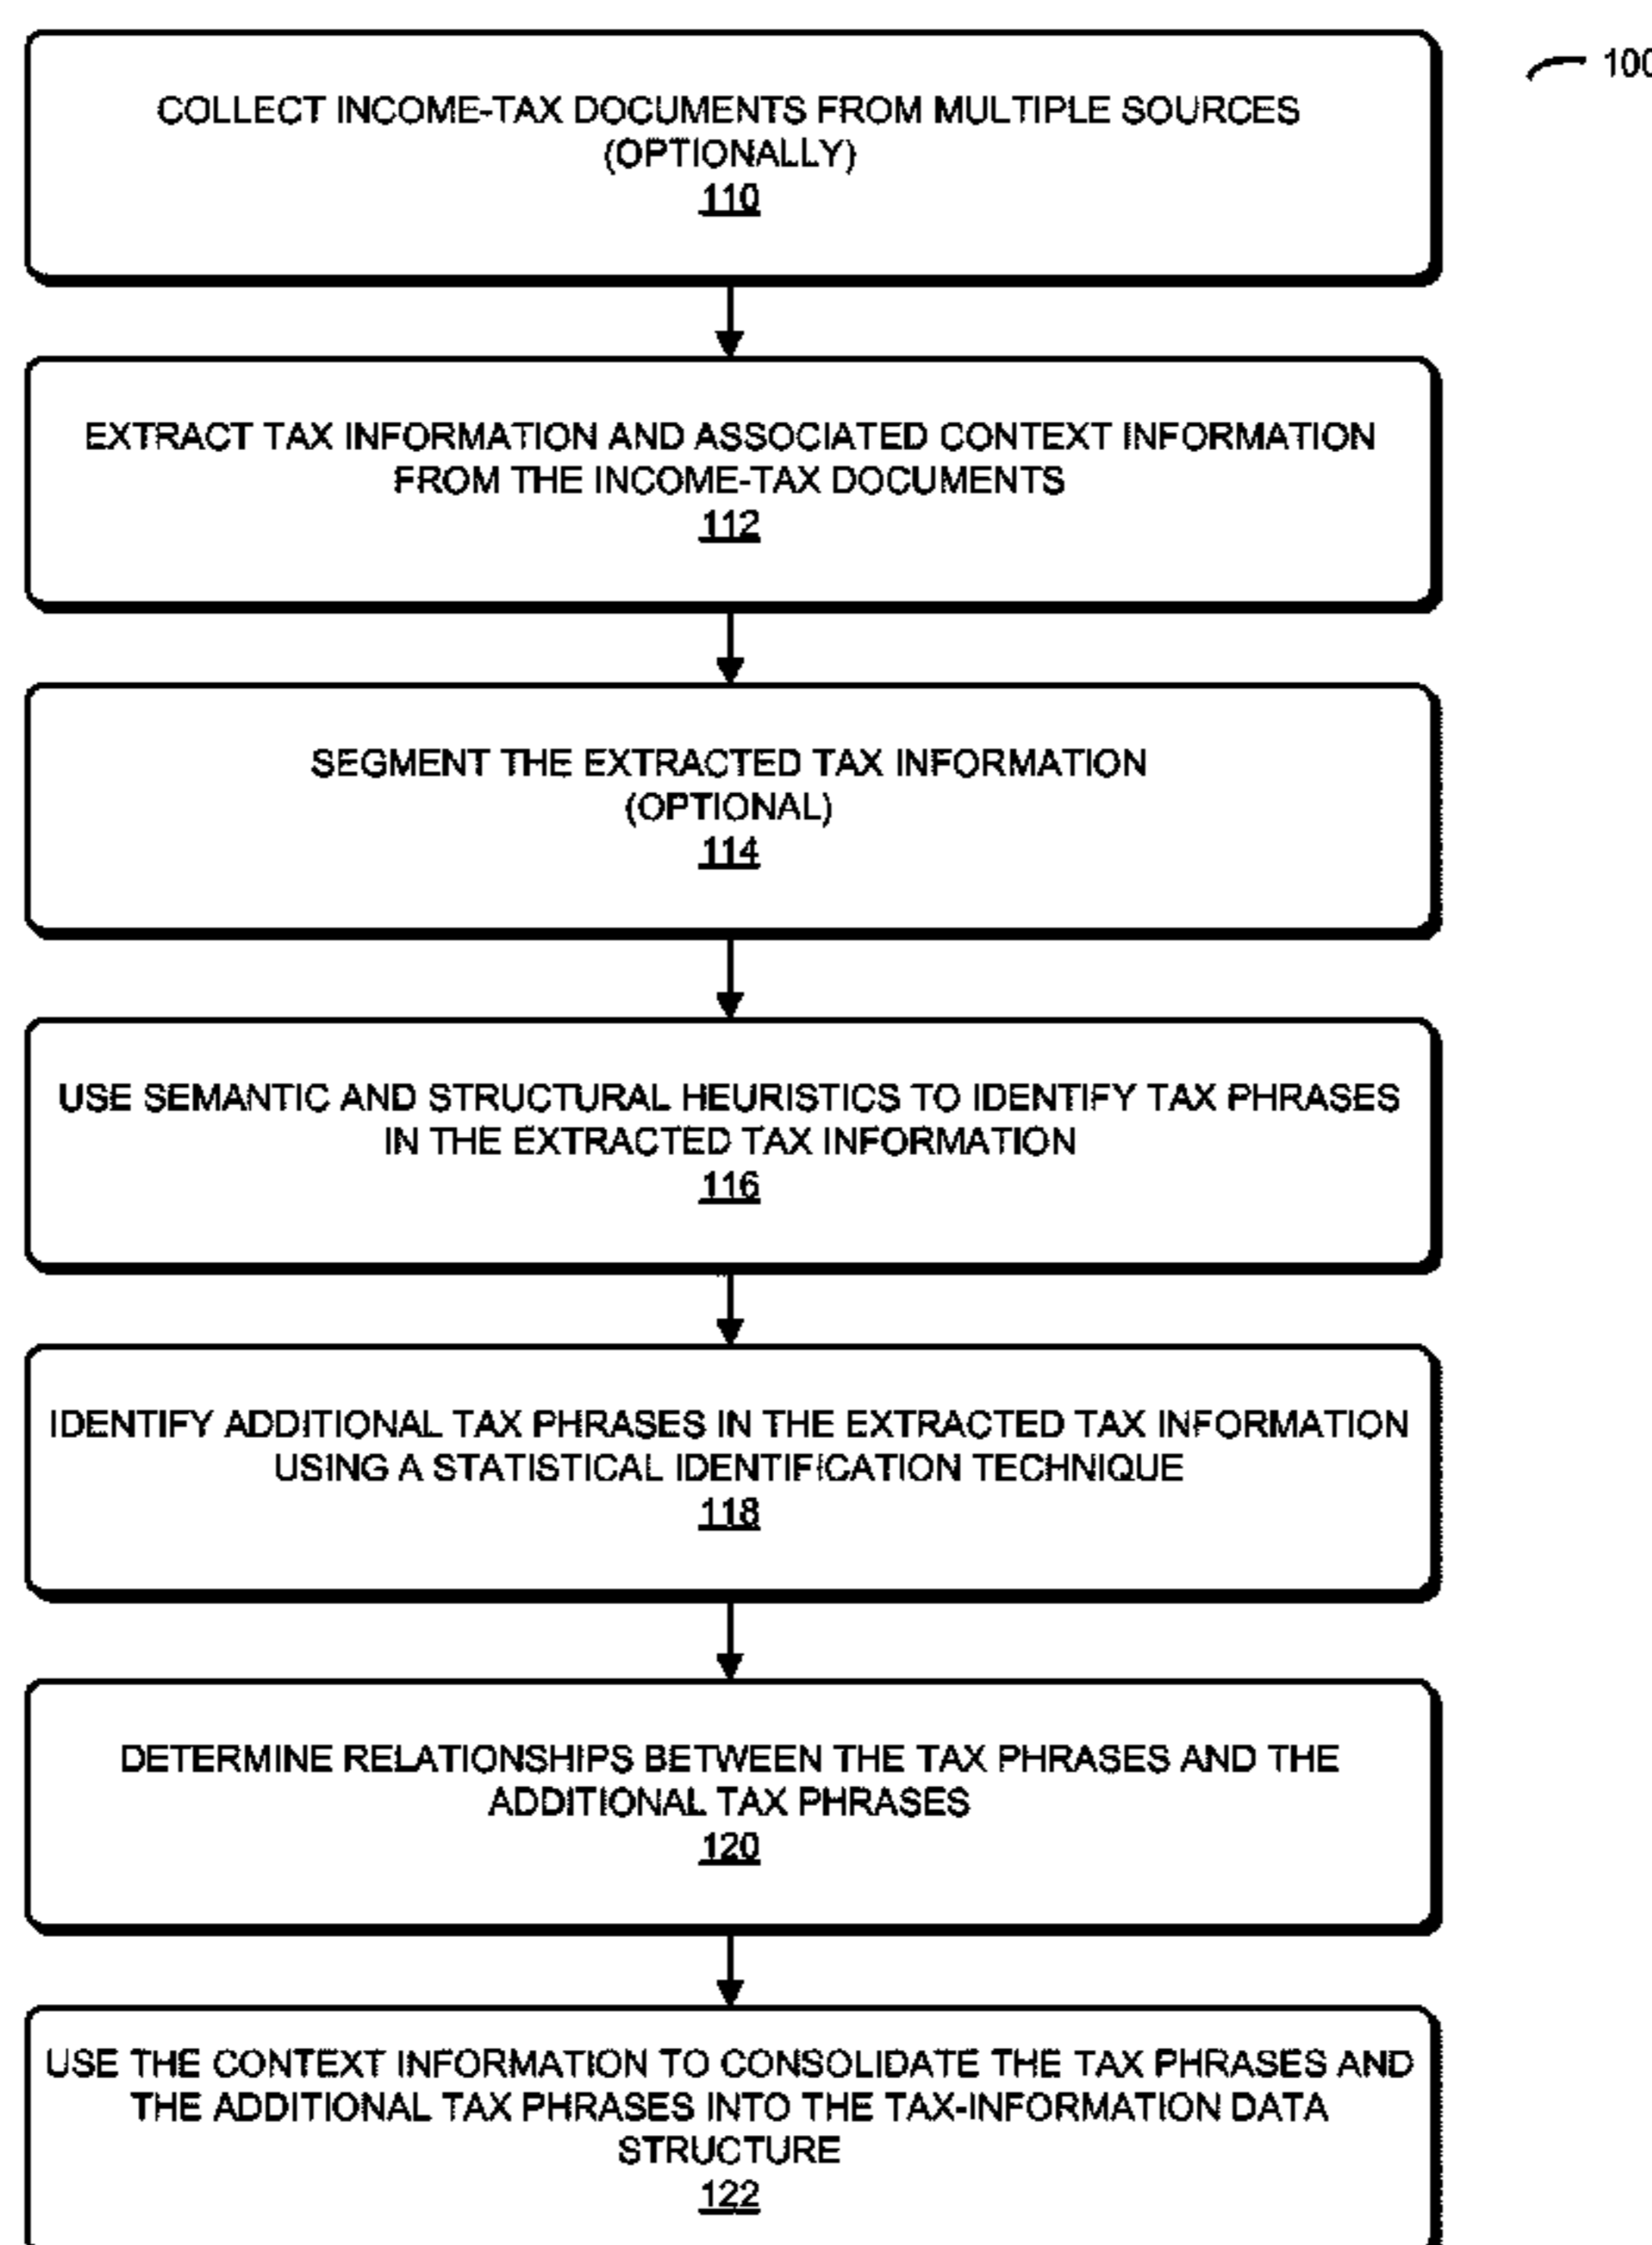 100
COLLECT INCOME-TAX DOCUMENTS FROM MULTIPLE SOURCES
(OPTIONALLY)
110
EXTRACT TAX INFORMATION AND ASSOCIATED CONTEXT INFORMATION
FROM THE INCOME-TAX DOCUMENTS
112
SEGMENT THE EXTRACTED TAX INFORMATION
(OPTIONAL)
114
USE SEMANTIC AND STRUCTURAL HEURISTICS TO IDENTIFY TAX PHRASES
IN THE EXTRACTED TAX INFORMATION
116
IDENTIFY ADDITIONAL TAX PHRASES IN THE EXTRACTED TAX INFORMATION
USING A STATISTICAL IDENTIFICATION TECHNIQUE
118
DETERMINE RELATIONSHIPS BETWEEN THE TAX PHRASES AND THE
ADDITIONAL TAX PHRASES
120
USE THE CONTEXT INFORMATION TO CONSOLIDATE THE TAX PHRASES AND
THE ADDITIONAL TAX PHRASES INTO THE TAX-INFORMATION DATA
STRUCTURE
122